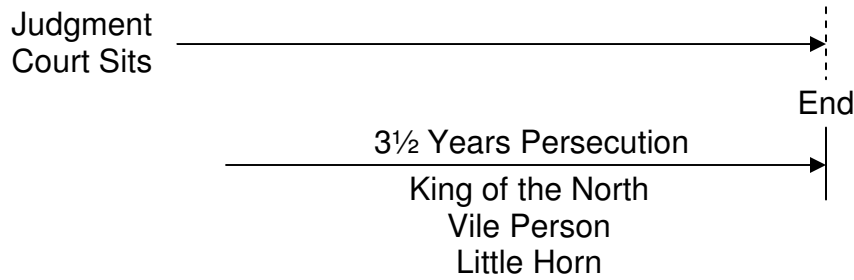 Judgment
Court Sits
End
3½ Years Persecution
King of the North
Vile Person
Little Horn